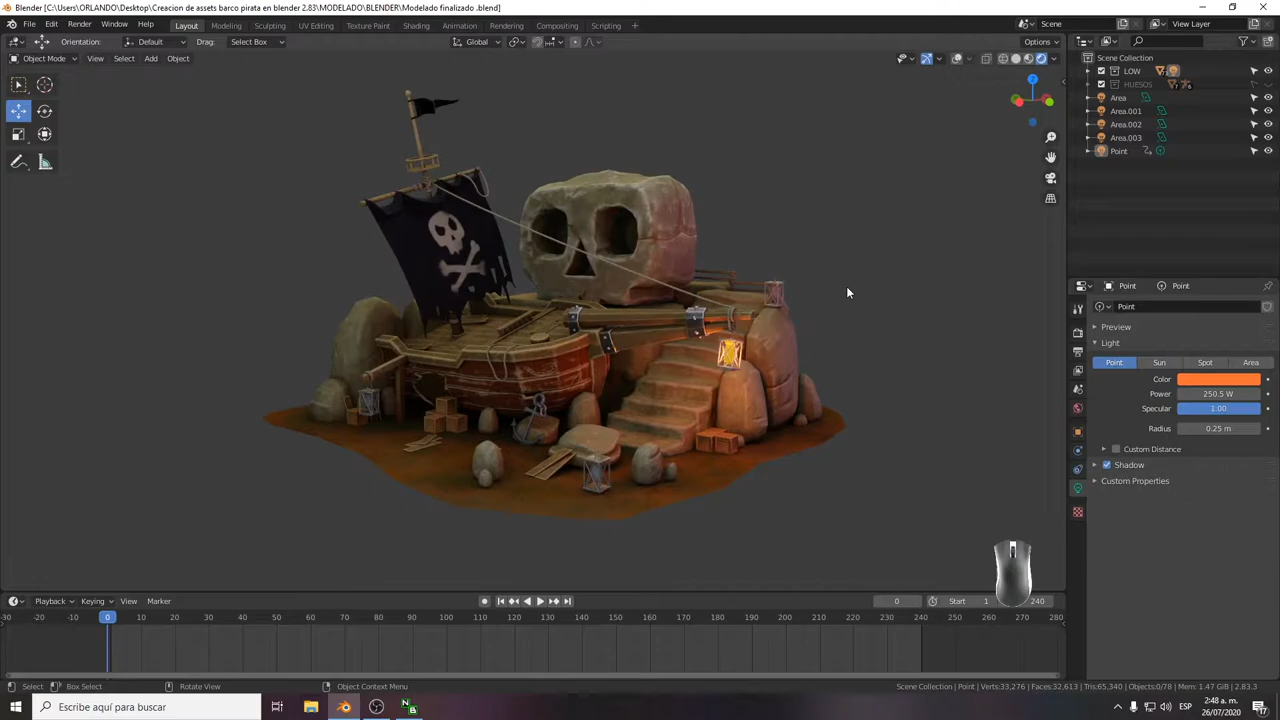 Blender [C:\Users\ORLANDO\Desktop\Creacion de assets barco pirata en blender 2.83\MODELADO\BLENDER\Modelado finalizado .blend]
File Edit Render Window Help Layout Modeling Sculpting UV Editing Texture Paint Shading Animation Rendering Compositing Scripting + Scene View Layer
Orientation: Default Drag: Select Box Global Options
Object Mode View Select Add Object
Scene Collection
LOW
HUESOS
Area
Area.001
Area.002
Area.003
Point
Point Point
Point
Preview
Light
Point Sun Spot Area
Color
Power 250.5 W
Specular 1.00
Radius 0.25 m
Custom Distance
Shadow
Custom Properties
Playback Keying View Marker 0 Start 1 240
-30 -20 -10 0 10 20 30 40 50 60 70 80 90 100 110 120 130 140 150 160 170 180 190 200 210 220 230 240 250 260 270 280
Select Box Select Rotate View Object Context Menu Scene Collection | Point | Verts:33,276 | Faces:32,613 | Tris:65,340 | Objects:0/78 | Mem: 1.47 GiB | 2.83.3
Escribe aquí para buscar ESP 2:48 a. m.
26/07/2020 17